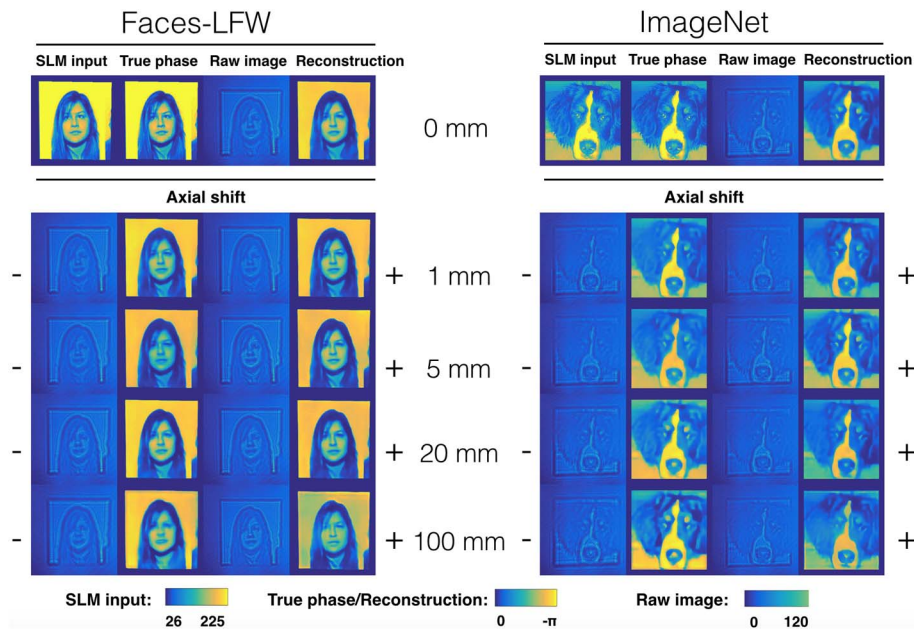 Faces-LFW ImageNet
SLM input True phase Raw image Reconstruction SLM input True phase Raw image Reconstruction
0 mm
Axial shift Axial shift
- + 1 mm - +
- + 5 mm - +
- + 20 mm - +
- + 100 mm - +
SLM input: True phase/Reconstruction: Raw image:
26 225 0 -π 0 120